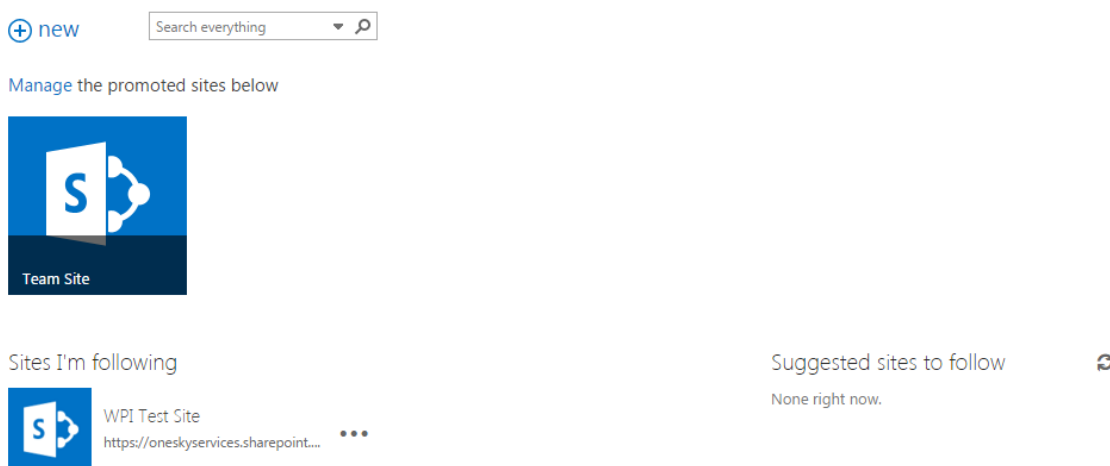 new
Search everything
Manage the promoted sites below
S
Team Site
Sites I'm following
Suggested sites to follow
None right now.
S
WPI Test Site
https://oneskyservices.sharepoint....